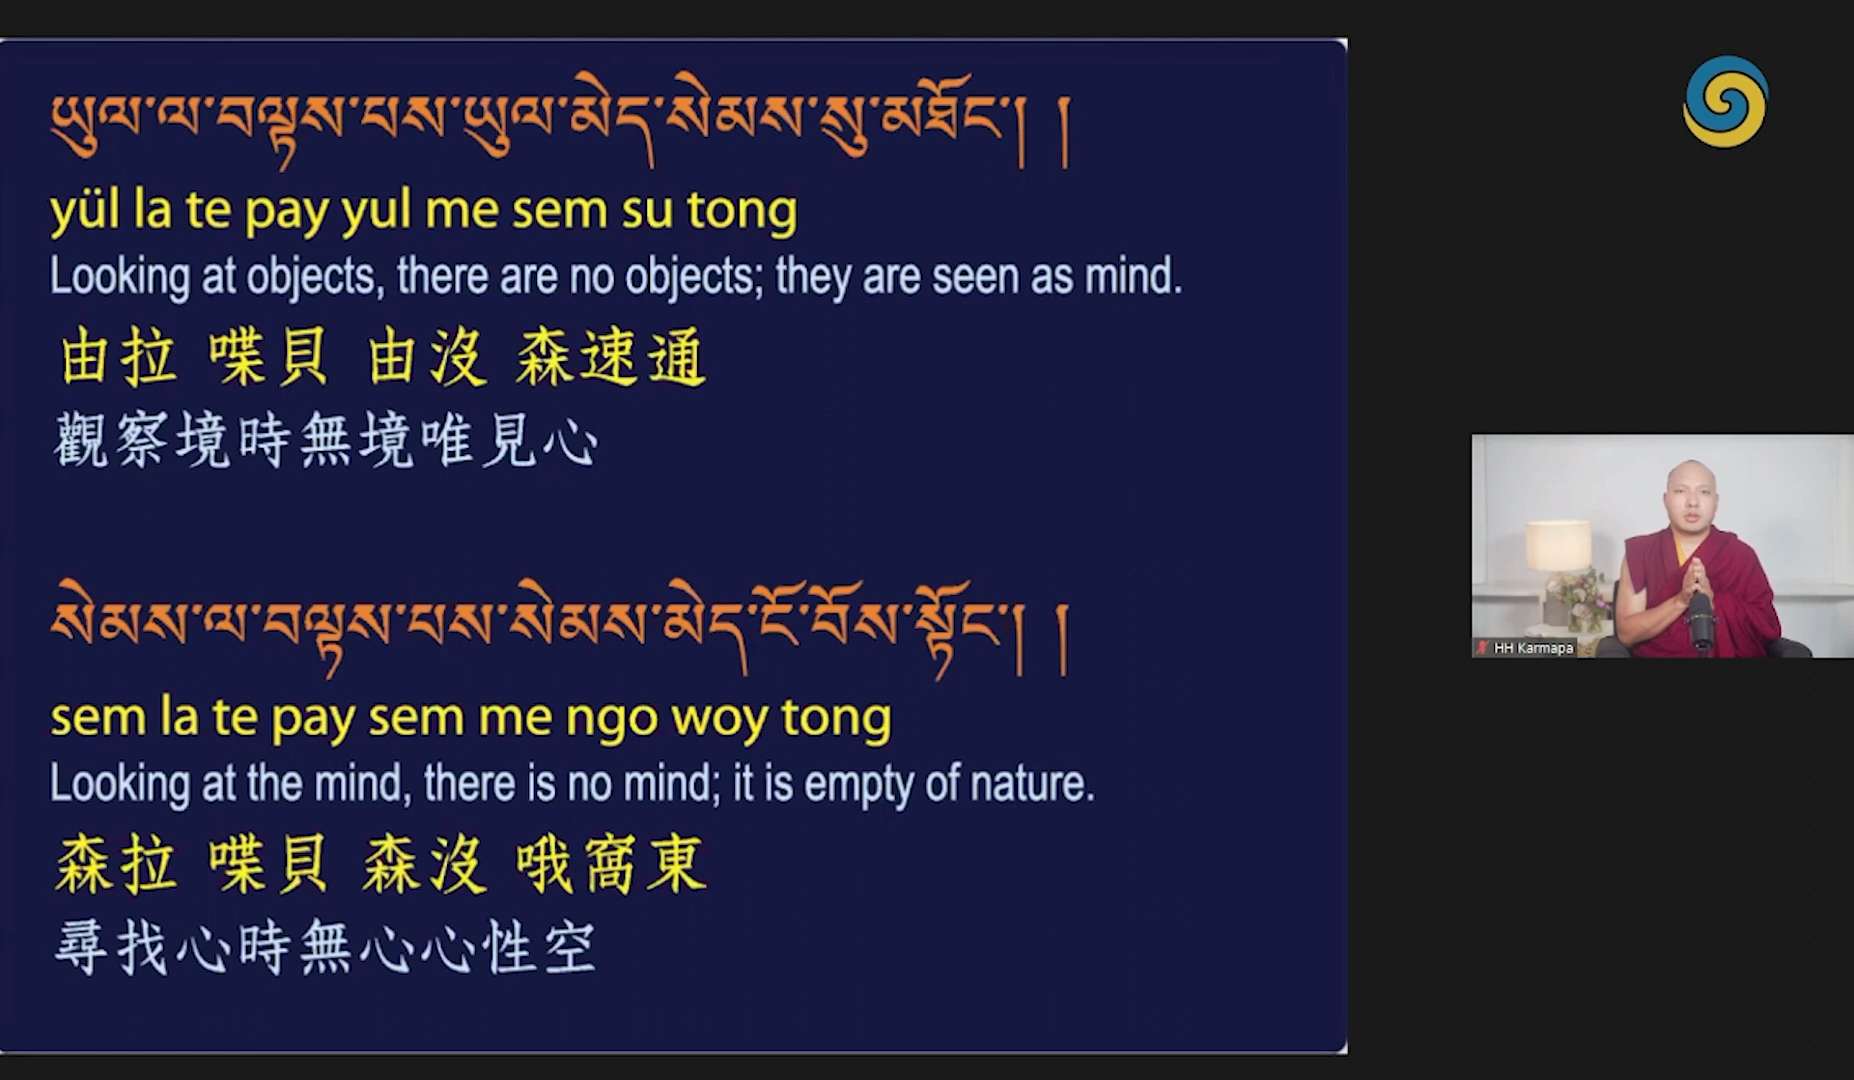 ཡུལ་ལ་བལྟས་པས་ཡུལ་མེད་སེམས་སུ་མཐོང་། །
yül la te pay yul me sem su tong
Looking at objects, there are no objects; they are seen as mind.
由拉 喋貝 由沒 森速通
觀察境時無境唯見心
སེམས་ལ་བལྟས་པས་སེམས་མེད་ངོ་བོས་སྟོང་། །
sem la te pay sem me ngo woy tong
Looking at the mind, there is no mind; it is empty of nature.
森拉 喋貝 森沒 哦窩東
尋找心時無心心性空
HH Karmapa